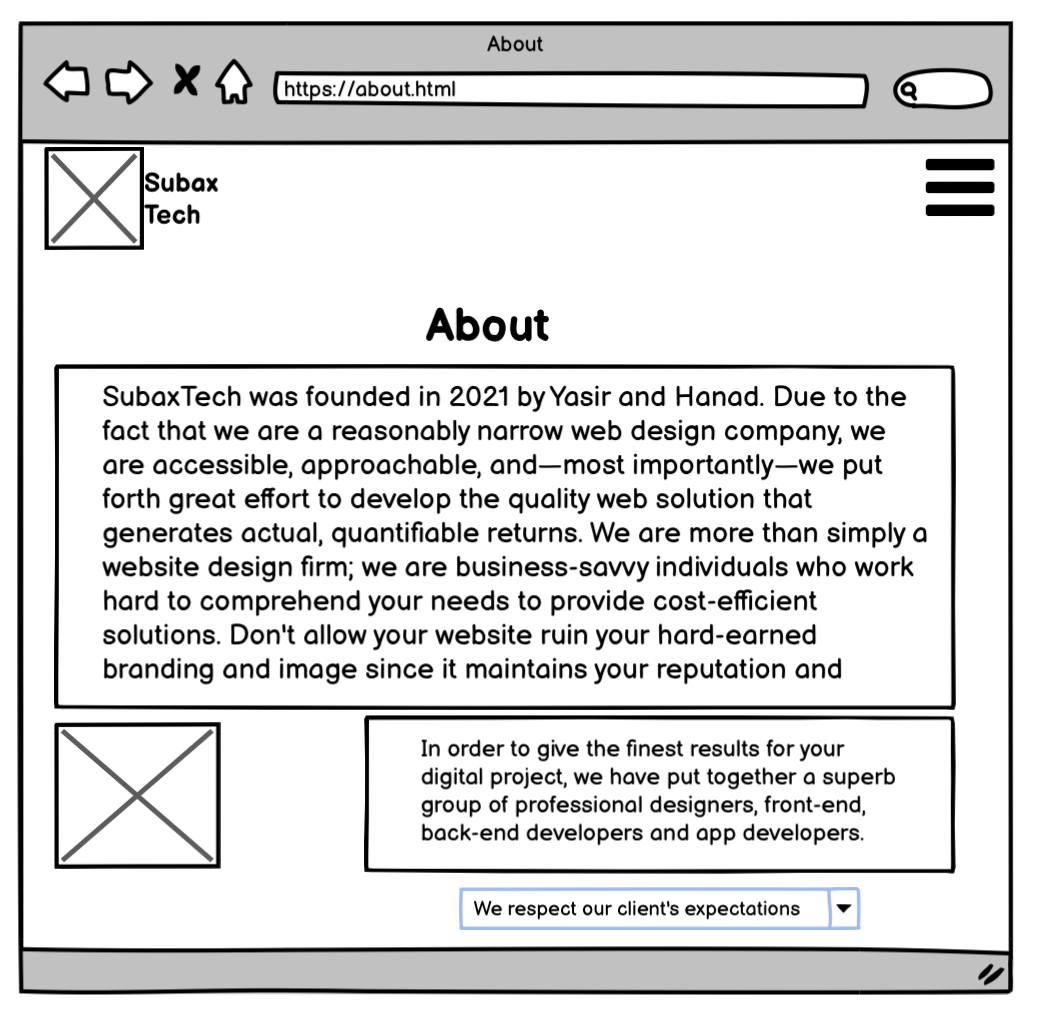 About
https://about.html
Subax
Tech
About
SubaxTech was founded in 2021 by Yasir and Hanad. Due to the
fact that we are a reasonably narrow web design company, we
are accessible, approachable, and—most importantly—we put
forth great effort to develop the quality web solution that
generates actual, quantifiable returns. We are more than simply a
website design firm; we are business-savvy individuals who work
hard to comprehend your needs to provide cost-efficient
solutions. Don't allow your website ruin your hard-earned
branding and image since it maintains your reputation and
In order to give the finest results for your
digital project, we have put together a superb
group of professional designers, front-end,
back-end developers and app developers.
We respect our client's expectations